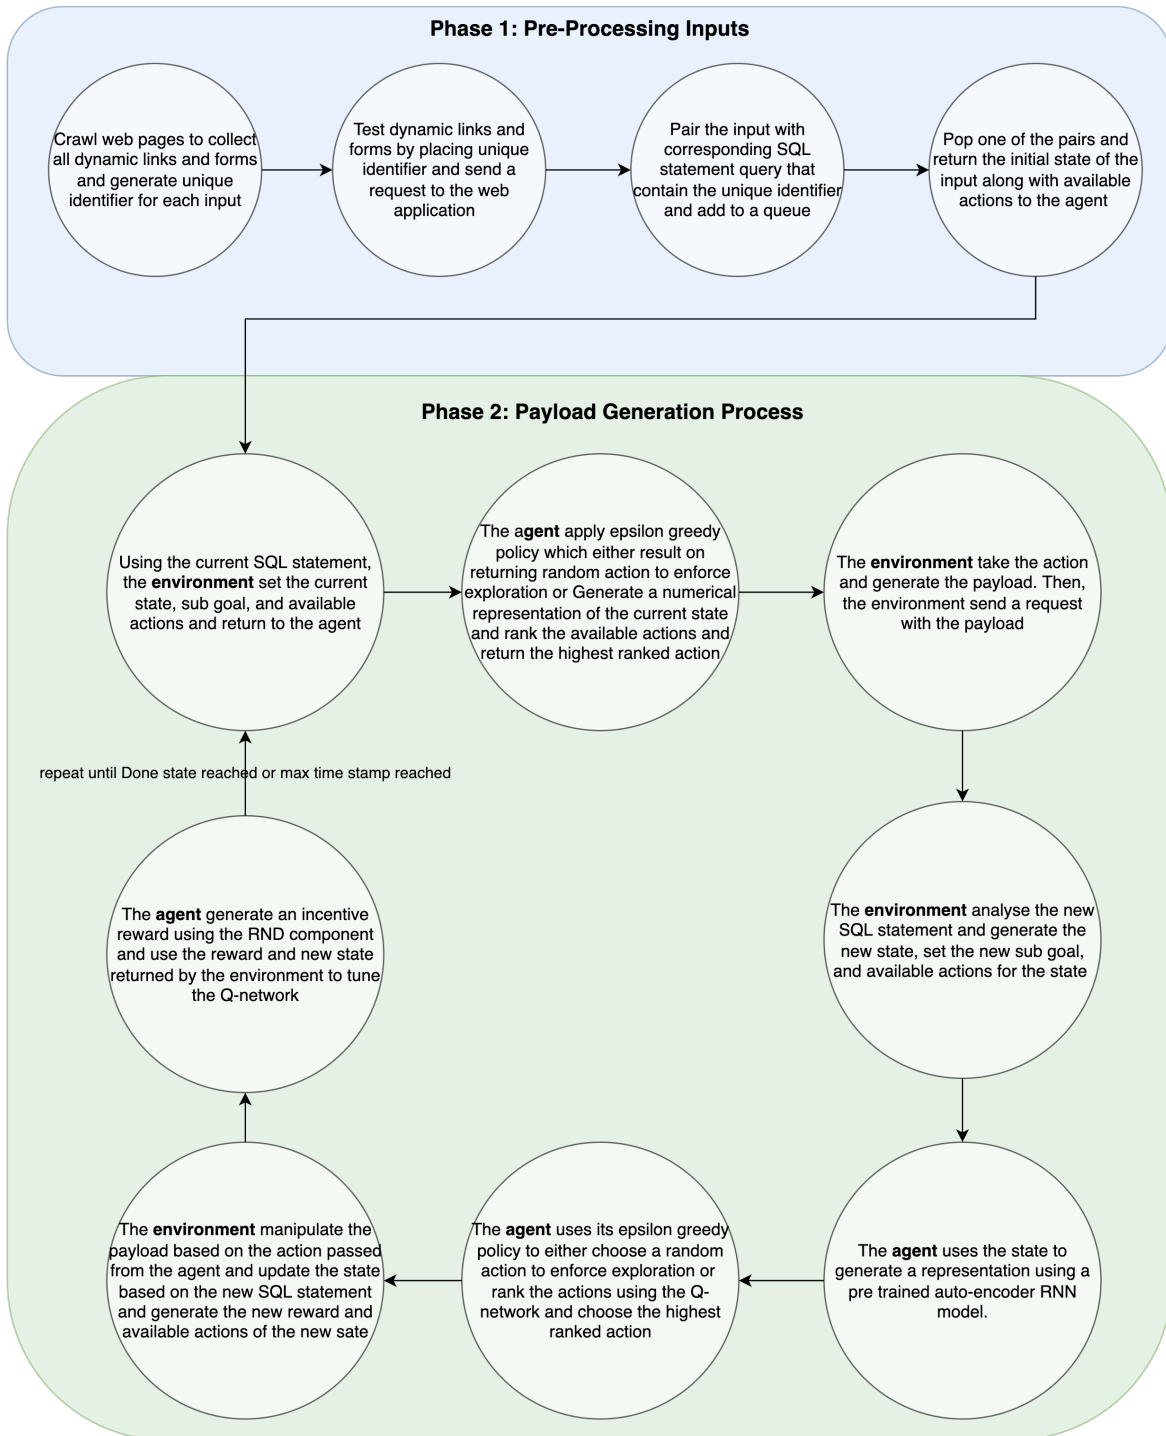 Phase 1: Pre-Processing Inputs
Crawl web pages to collect
all dynamic links and forms
and generate unique
identifier for each input
Test dynamic links and
forms by placing unique
identifier and send a
request to the web
application
Pair the input with
corresponding SQL
statement query that
contain the unique identifier
and add to a queue
Pop one of the pairs and
return the initial state of the
input along with available
actions to the agent
Phase 2: Payload Generation Process
Using the current SQL statement,
the environment set the current
state, sub goal, and available
actions and return to the agent
The agent apply epsilon greedy
policy which either result on
returning random action to enforce
exploration or Generate a numerical
representation of the current state
and rank the available actions and
return the highest ranked action
The environment take the action
and generate the payload. Then,
the environment send a request
with the payload
repeat until Done state reached or max time stamp reached
The agent generate an incentive
reward using the RND component
and use the reward and new state
returned by the environment to tune
the Q-network
The environment analyse the new
SQL statement and generate the
new state, set the new sub goal,
and available actions for the state
The environment manipulate the
payload based on the action passed
from the agent and update the state
based on the new SQL statement
and generate the new reward and
available actions of the new sate
The agent uses its epsilon greedy
policy to either choose a random
action to enforce exploration or
rank the actions using the Q-
network and choose the highest
ranked action
The agent uses the state to
generate a representation using a
pre trained auto-encoder RNN
model.